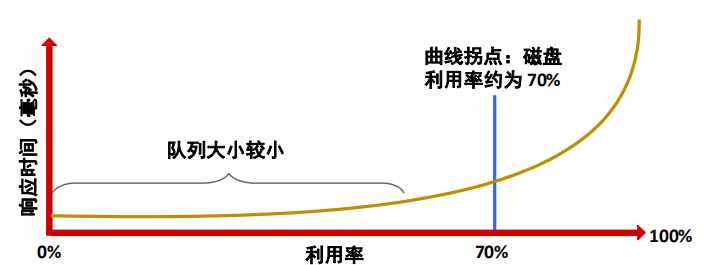 曲线拐点：磁盘
利用率约为 70%
响应时间（毫秒）
队列大小较小
0%
利用率
70%
100%